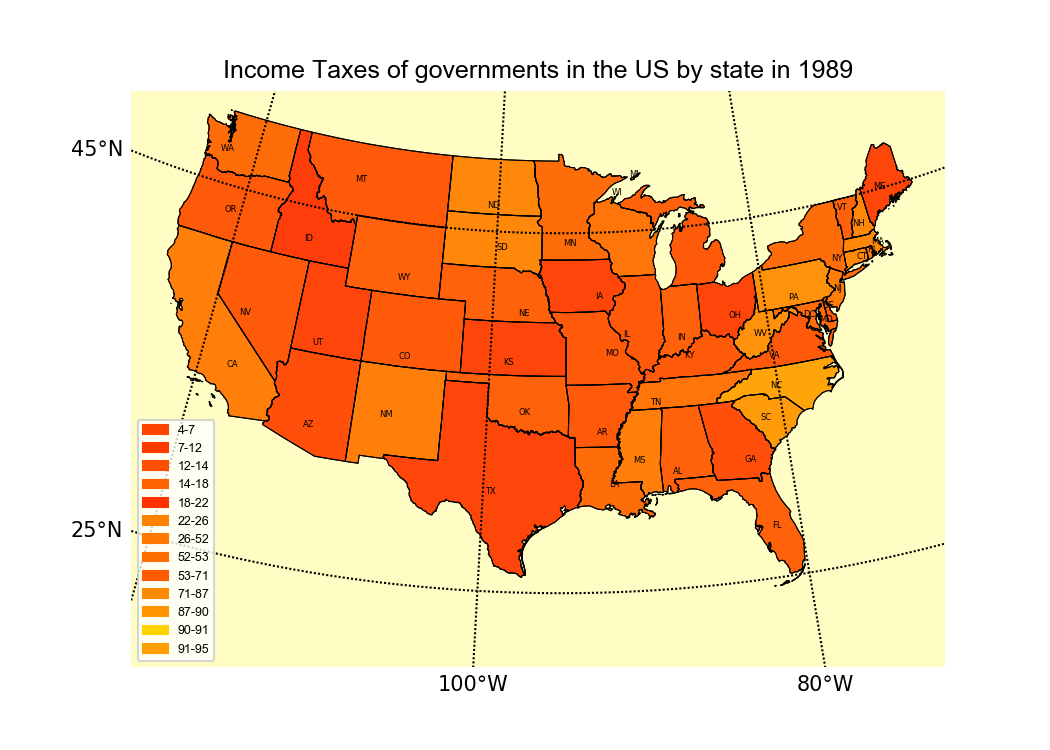 Income Taxes of governments in the US by state in 1989
45°N
25°N
100°W
80°W
WA
OR
CA
NV
ID
MT
WY
UT
CO
AZ
NM
ND
SD
NE
KS
OK
TX
MN
IA
MO
AR
LA
WI
MI
IL
IN
OH
KY
TN
MS
AL
GA
FL
SC
NC
VA
WV
PA
NY
VT
NH
ME
CT
NJ
DC
4-7
7-12
12-14
14-18
18-22
22-26
26-52
52-53
53-71
71-87
87-90
90-91
91-95